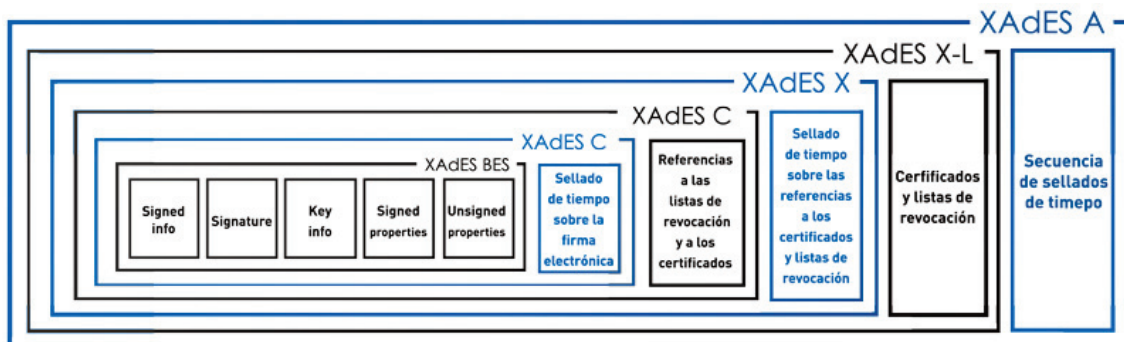 XAdES A
XAdES X-L
XAdES X
XAdES C
XAdES C
XAdES BES
Signed
info
Signature
Key
info
Signed
properties
Unsigned
properties
Sellado
de tiempo
sobre la
firma
electrónica
Referencias
a las
listas de
revocación
y a los
certificados
Sellado
de tiempo
sobre las
referencias
a los
certificados
y listas de
revocación
Cerfificados
y listas de
revocación
Secuencia
de sellados
de timepo